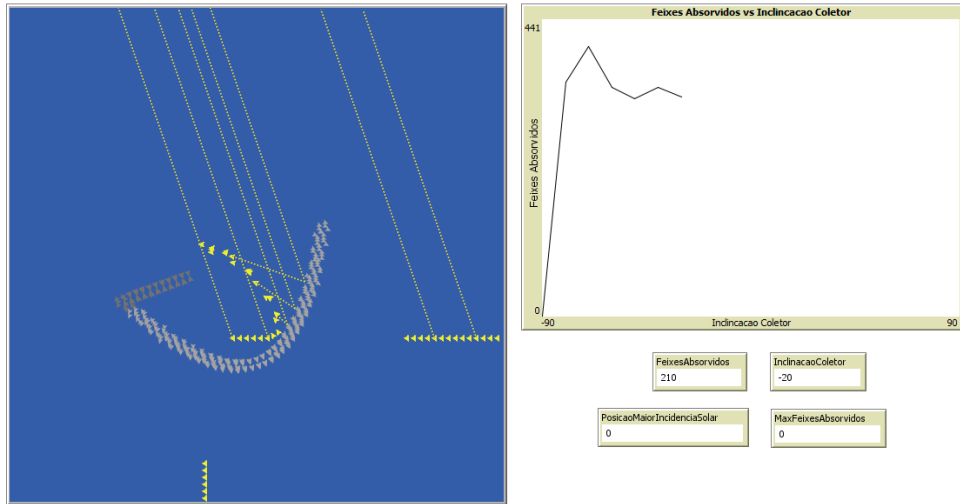 Feixes Absorvidos vs Inclincacao Coletor
441
Feixes Absorvidos
0
-90
Inclincacao Coletor
90
FeixesAbsorvidos
210
InclinacaoColetor
-20
PosicaoMaiorIncidenciaSolar
0
MaxFeixesAbsorvidos
0